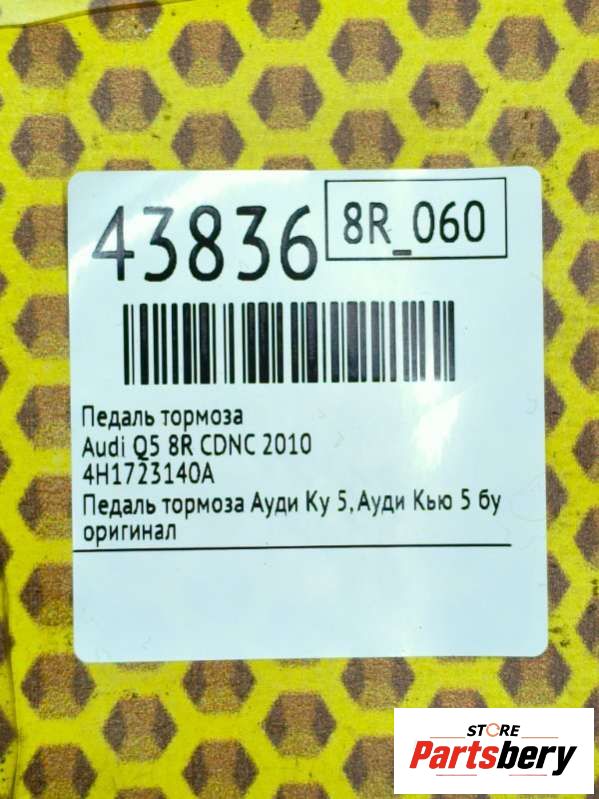 43836
8R_060
Педаль тормоза
Audi Q5 8R CDNC 2010
4H1723140A
Педаль тормоза Ауди Ку 5, Ауди Кью 5 бу
оригинал
STORE
Partsbery